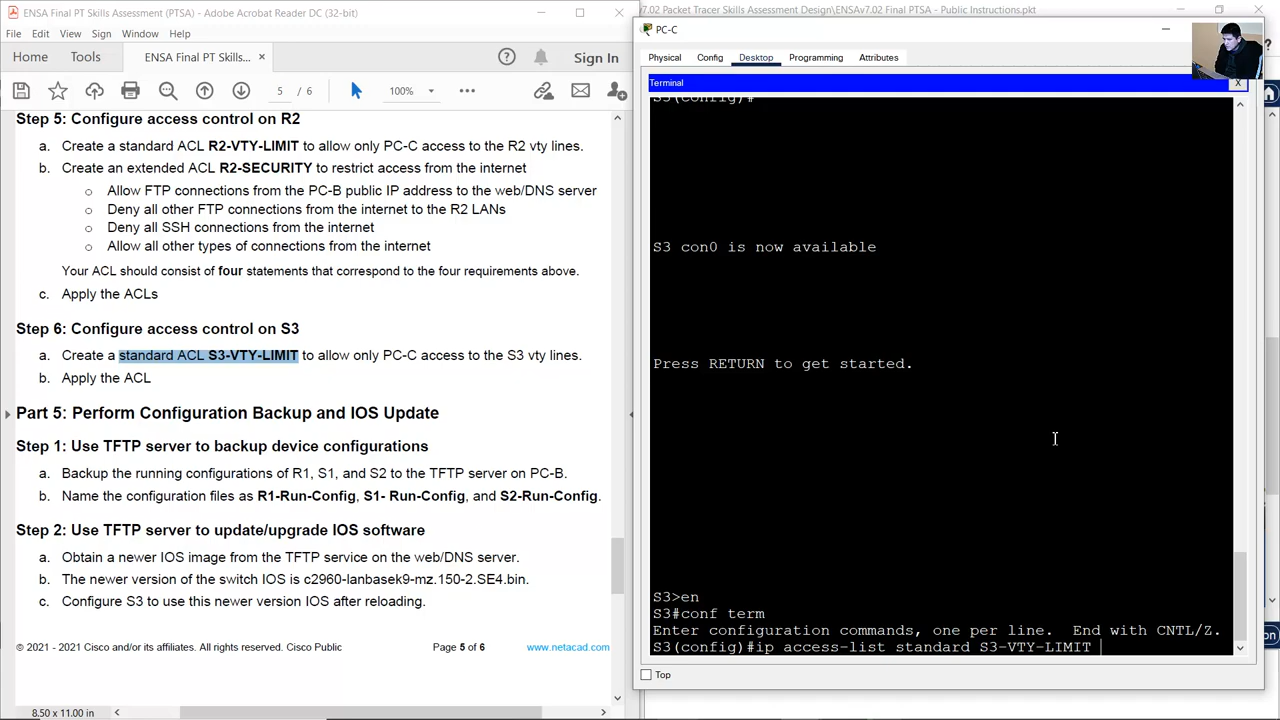 ENSA Final PT Skills Assessment (PTSA) - Adobe Acrobat Reader DC (32-bit)
File Edit View Sign Window Help
Home Tools ENSA Final PT Skills... × Sign In
5 / 6 100%
Step 5: Configure access control on R2
a. Create a standard ACL R2-VTY-LIMIT to allow only PC-C access to the R2 vty lines.
b. Create an extended ACL R2-SECURITY to restrict access from the internet
o Allow FTP connections from the PC-B public IP address to the web/DNS server
o Deny all other FTP connections from the internet to the R2 LANs
o Deny all SSH connections from the internet
o Allow all other types of connections from the internet
Your ACL should consist of four statements that correspond to the four requirements above.
c. Apply the ACLs
Step 6: Configure access control on S3
a. Create a standard ACL S3-VTY-LIMIT to allow only PC-C access to the S3 vty lines.
b. Apply the ACL
Part 5: Perform Configuration Backup and IOS Update
Step 1: Use TFTP server to backup device configurations
a. Backup the running configurations of R1, S1, and S2 to the TFTP server on PC-B.
b. Name the configuration files as R1-Run-Config, S1- Run-Config, and S2-Run-Config.
Step 2: Use TFTP server to update/upgrade IOS software
a. Obtain a newer IOS image from the TFTP service on the web/DNS server.
b. The newer version of the switch IOS is c2960-lanbasek9-mz.150-2.SE4.bin.
c. Configure S3 to use this newer version IOS after reloading.
© 2021 - 2021 Cisco and/or its affiliates. All rights reserved. Cisco Public Page 5 of 6 www.netacad.com
8.50 x 11.00 in
v7.02 Packet Tracer Skills Assessment Design\ENSAv7.02 Final PTSA - Public Instructions.pkt
PC-C
Physical Config Desktop Programming Attributes
Terminal
S3(config)#
S3 con0 is now available
Press RETURN to get started.
S3>en
S3#conf term
Enter configuration commands, one per line. End with CNTL/Z.
S3(config)#ip access-list standard S3-VTY-LIMIT
Top